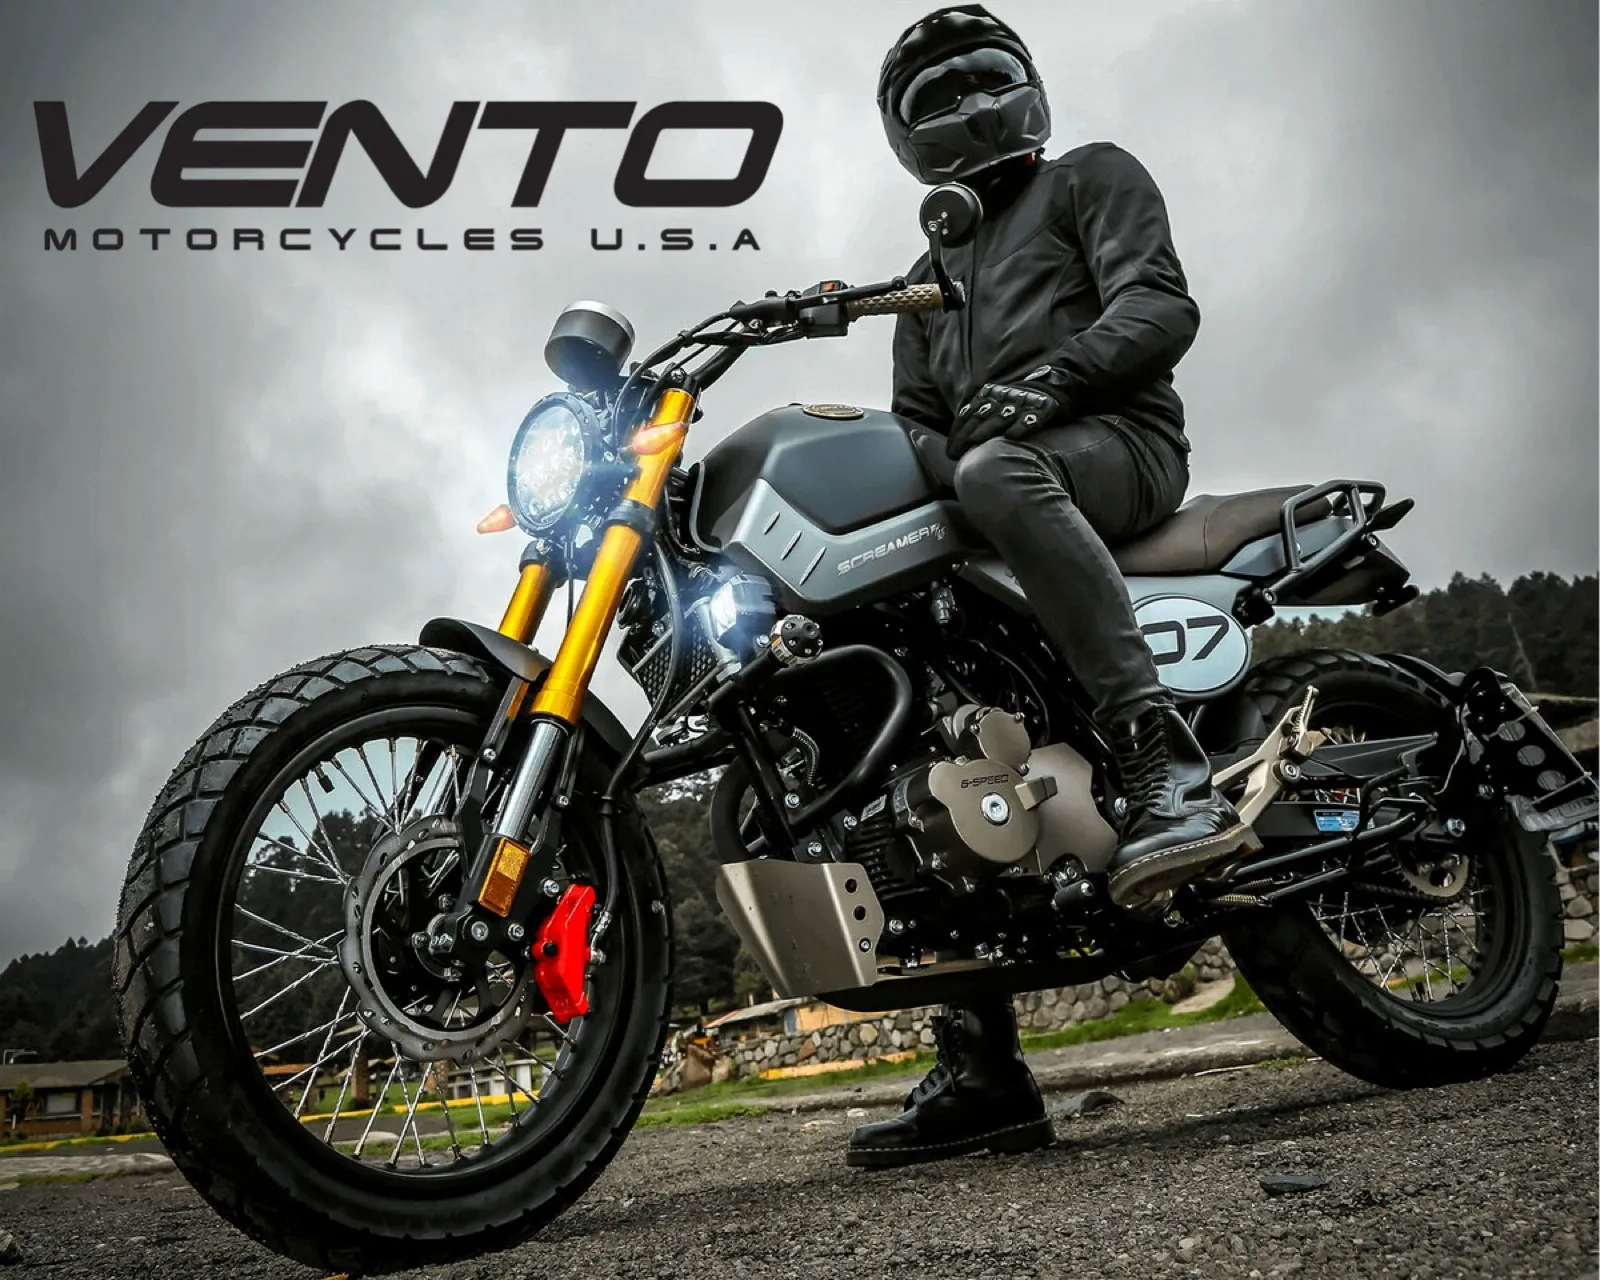 VENTO
MOTORCYCLES U.S.A
SCREAMER
6-SPEED
07